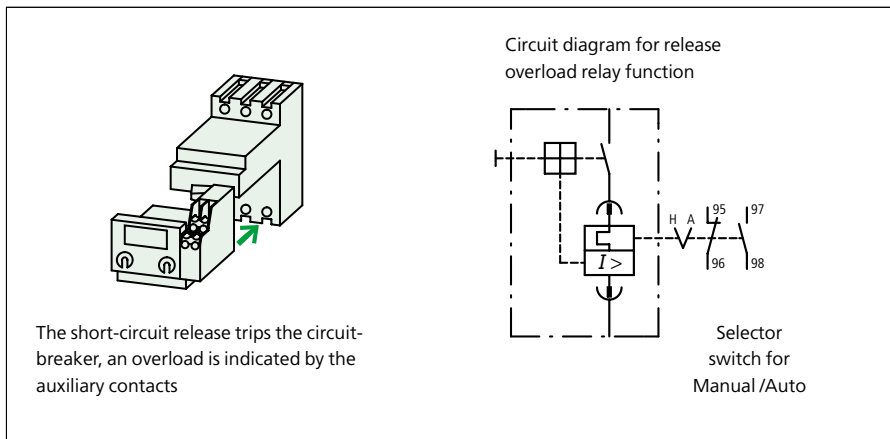 Circuit diagram for release
overload relay function
H A
95
97
I >
96
98
The short-circuit release trips the circuit-
breaker, an overload is indicated by the
auxiliary contacts
Selector
switch for
Manual /Auto